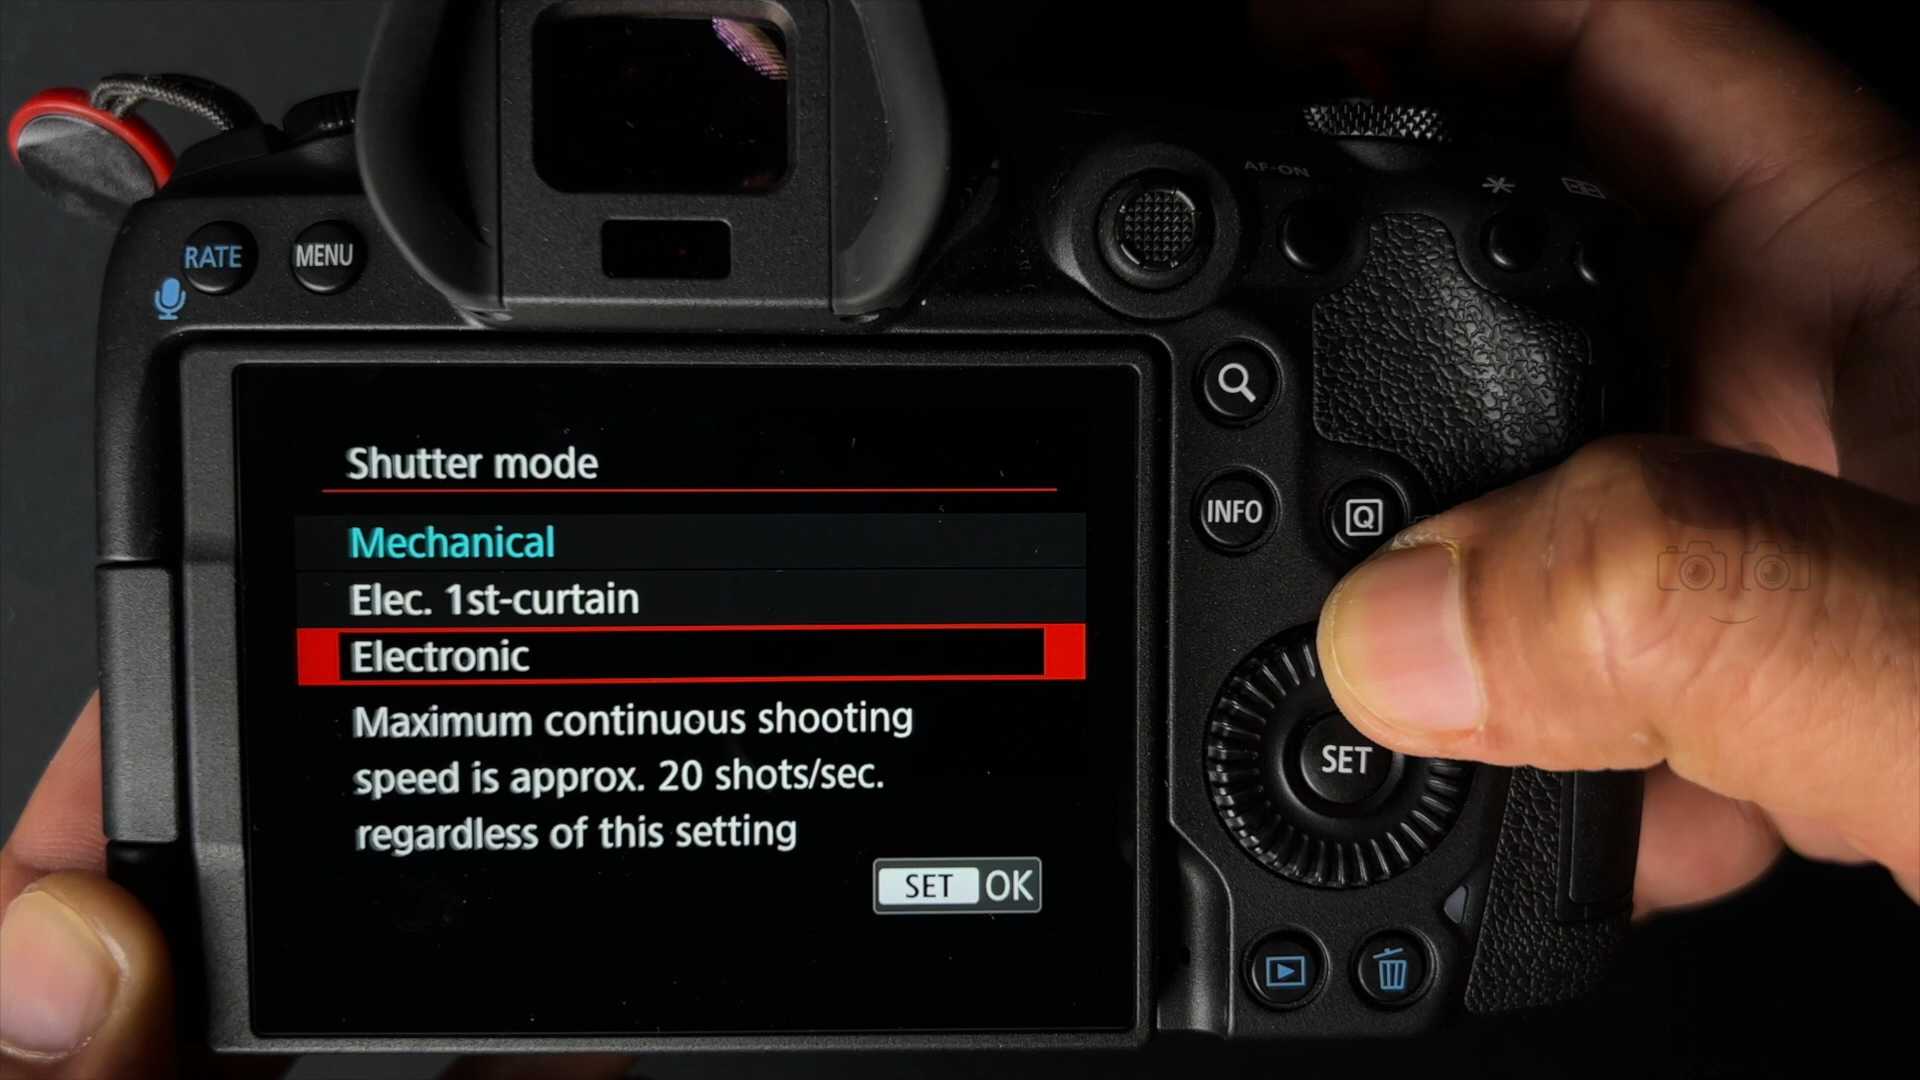 AF-ON
RATE
MENU
INFO
Q
Shutter mode
Mechanical
Elec. 1st-curtain
Electronic
Maximum continuous shooting
speed is approx. 20 shots/sec.
regardless of this setting
SET OK
SET